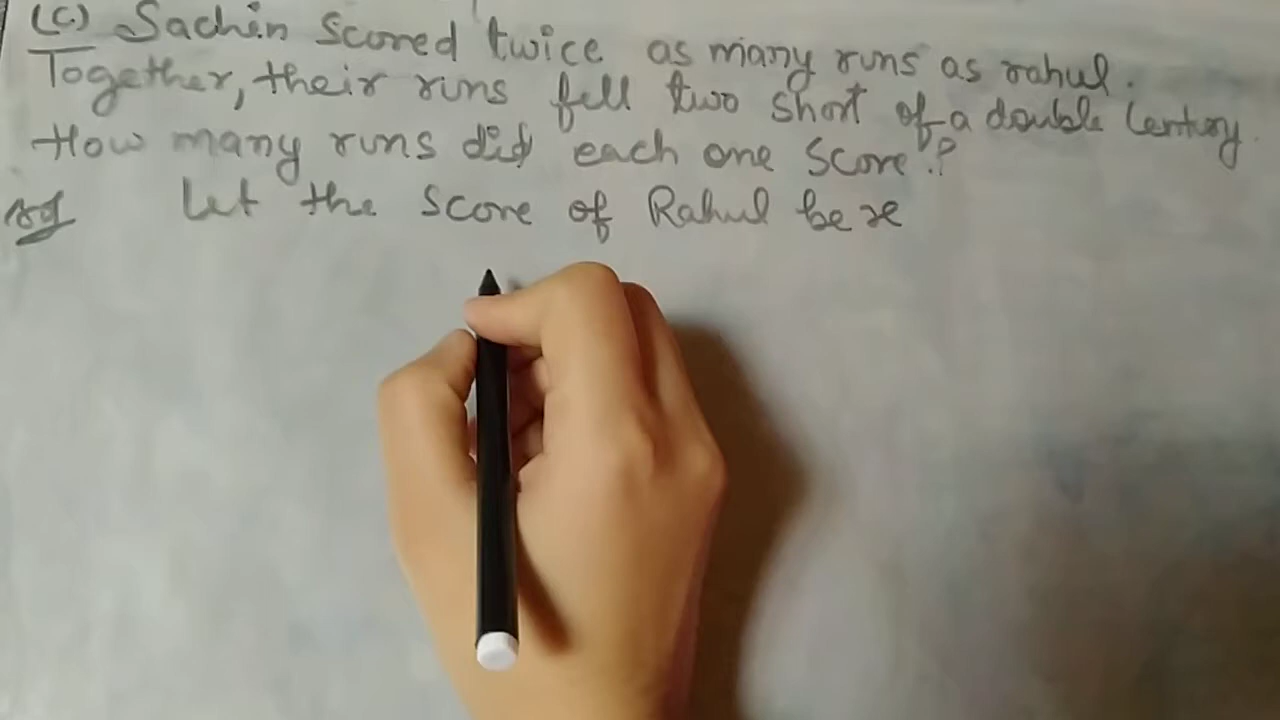 (C) Sachin scored twice as many runs as rahul.
Together, their runs fell two short of a double Century.
How many runs did each one Score?
Sol Let the Score of Rahul be x